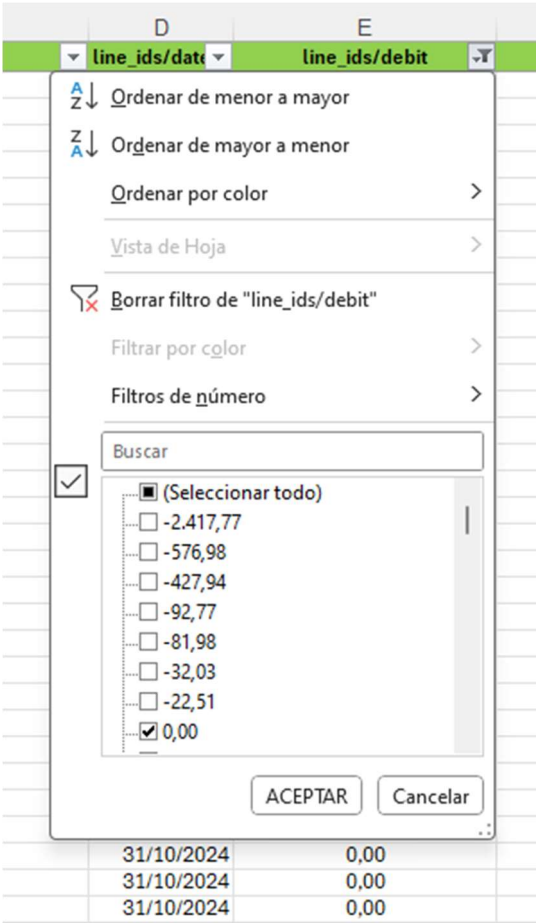 D E
line_ids/date line_ids/debit
Ordenar de menor a mayor
Ordenar de mayor a menor
Ordenar por color
Vista de Hoja
Borrar filtro de "line_ids/debit"
Filtrar por color
Filtros de número
Buscar
(Seleccionar todo)
-2.417,77
-576,98
-427,94
-92,77
-81,98
-32,03
-22,51
0,00
ACEPTAR Cancelar
31/10/2024 0,00
31/10/2024 0,00
31/10/2024 0,00